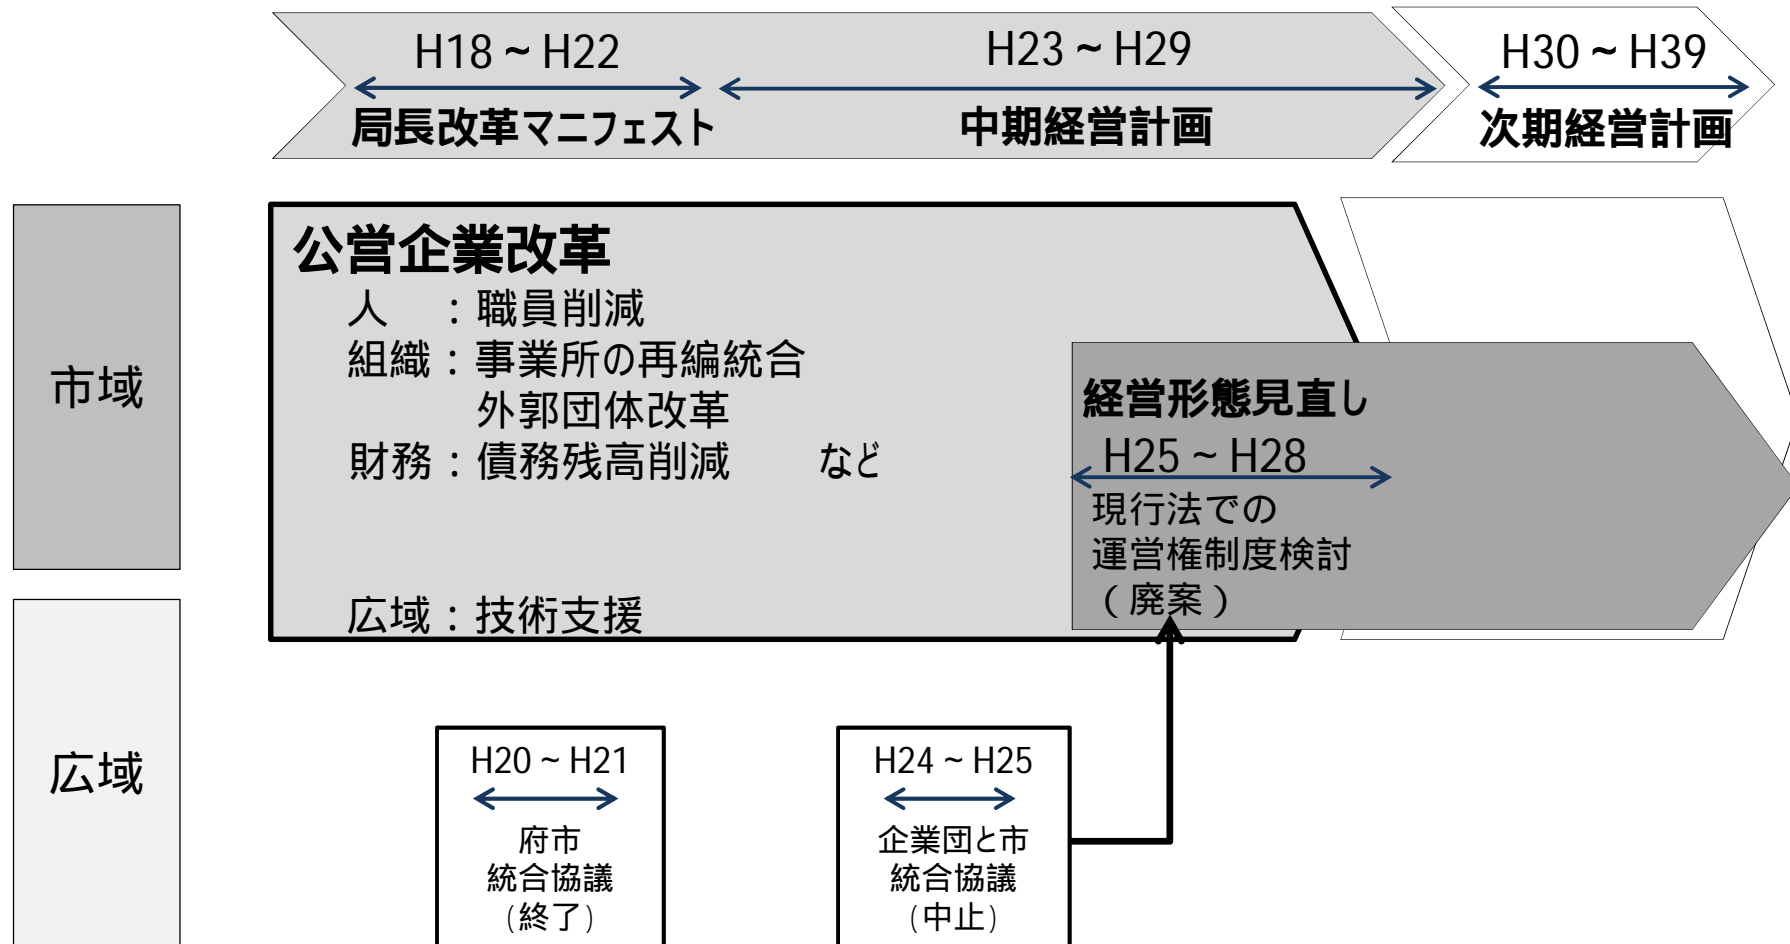 H18 ~ H22
局長改革マニフェスト
H23 ~ H29
中期経営計画
H30 ~ H39
次期経営計画
市域
公営企業改革
人　：職員削減
組織：事業所の再編統合
外郭団体改革
財務：債務残高削減　　など
広域：技術支援
経営形態見直し
H25 ~ H28
現行法での
運営権制度検討
（廃案）
広域
H20 ~ H21
府市
統合協議
(終了)
H24 ~ H25
企業団と市
統合協議
(中止)